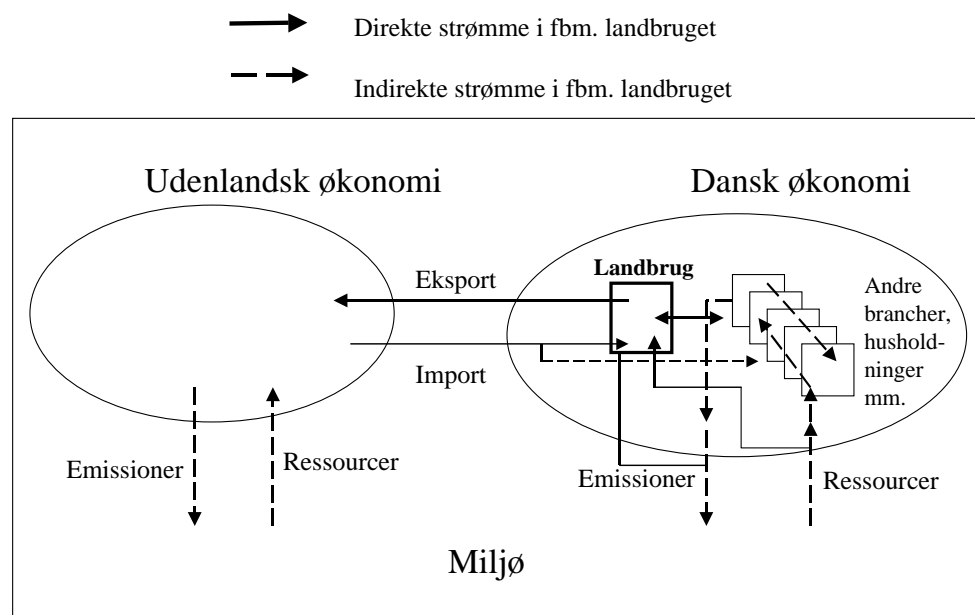 Direkte strømme i fbm. landbruget
Indirekte strømme i fbm. landbruget
Udenlandsk økonomi
Dansk økonomi
Landbrug
Eksport
Import
Andre
brancher,
hushold-
ninger
mm.
Emissioner
Ressourcer
Emissioner
Ressourcer
Miljø